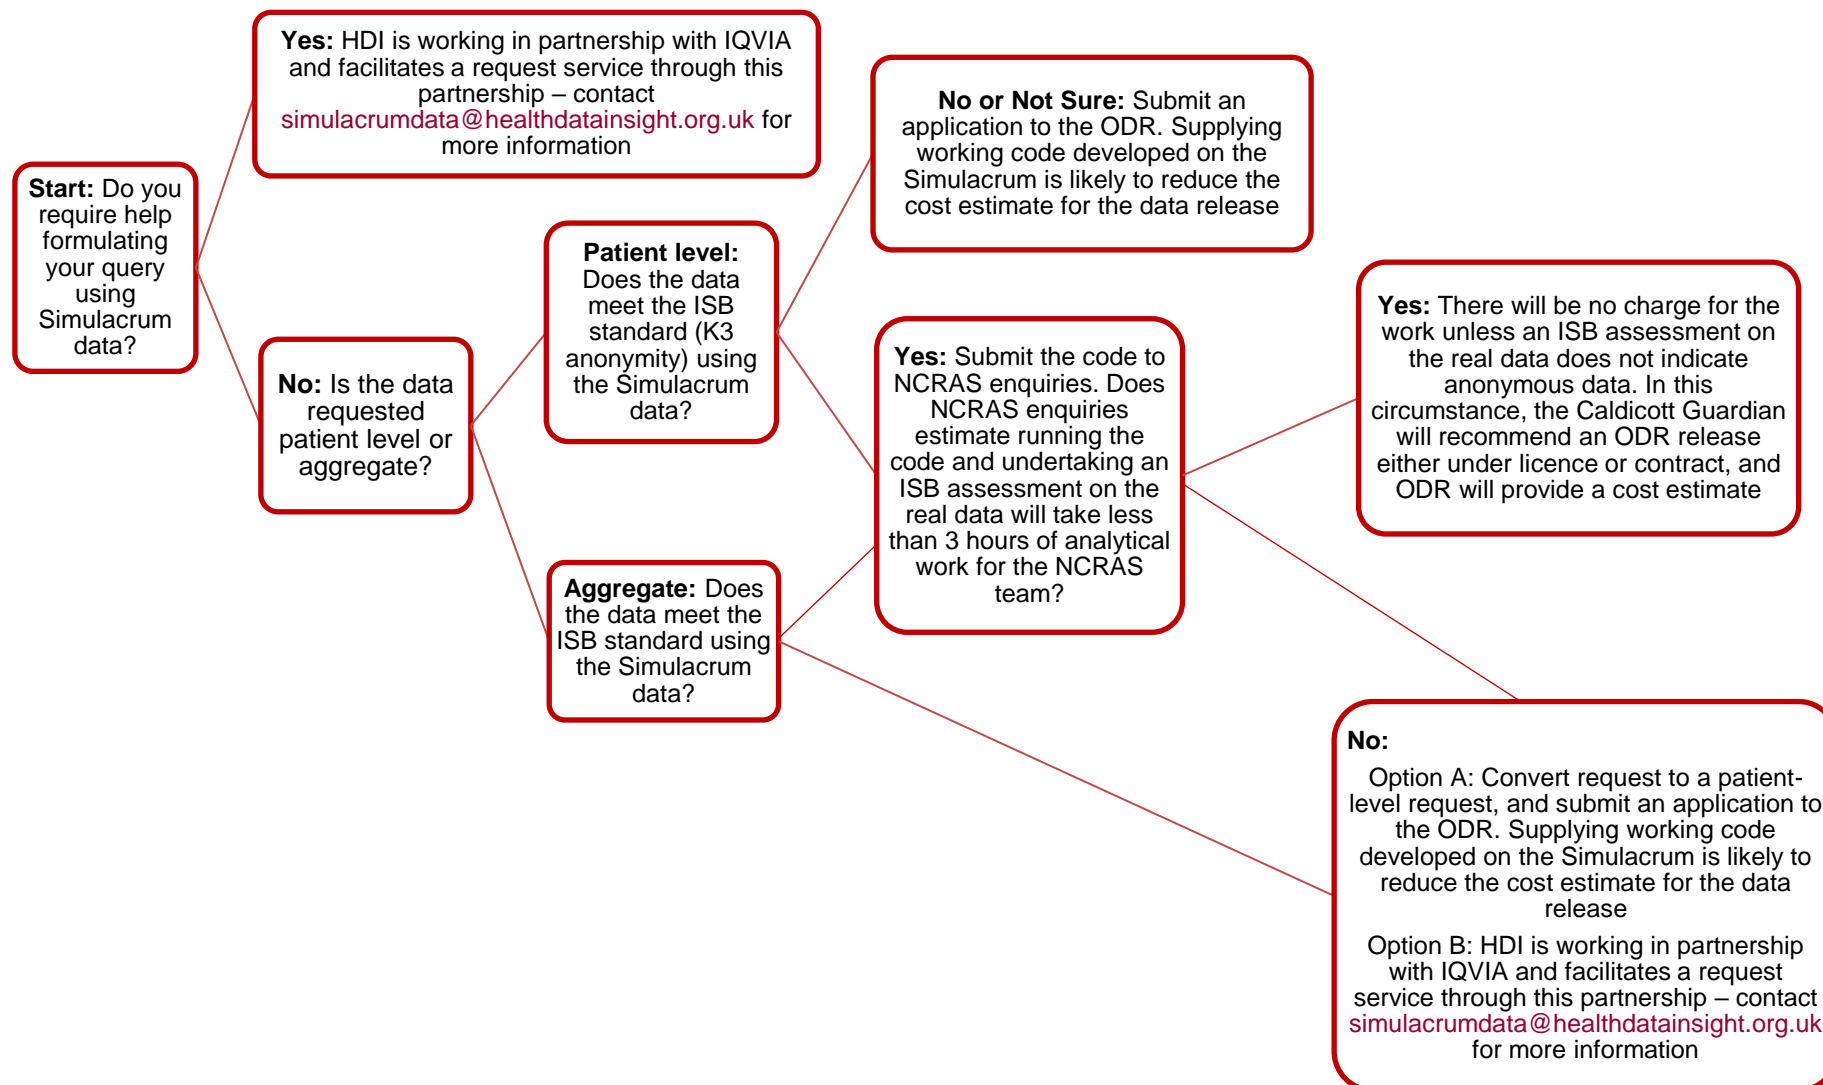 Start: Do you
require help
formulating
your query
using
Simulacrum
data?
Yes: HDI is working in partnership with IQVIA
and facilitates a request service through this
partnership – contact
simulacrumdata@healthdatainsight.org.uk for
more information
No: Is the data
requested
patient level or
aggregate?
Patient level:
Does the data
meet the ISB
standard (K3
anonymity) using
the Simulacrum
data?
Aggregate: Does
the data meet the
ISB standard using
the Simulacrum
data?
No or Not Sure: Submit an
application to the ODR. Supplying
working code developed on the
Simulacrum is likely to reduce the
cost estimate for the data release
Yes: Submit the code to
NCRAS enquiries. Does
NCRAS enquiries
estimate running the
code and undertaking an
ISB assessment on the
real data will take less
than 3 hours of analytical
work for the NCRAS
team?
Yes: There will be no charge for the
work unless an ISB assessment on
the real data does not indicate
anonymous data. In this
circumstance, the Caldicott Guardian
will recommend an ODR release
either under licence or contract, and
ODR will provide a cost estimate
No:
Option A: Convert request to a patient-
level request, and submit an application to
the ODR. Supplying working code
developed on the Simulacrum is likely to
reduce the cost estimate for the data
release
Option B: HDI is working in partnership
with IQVIA and facilitates a request
service through this partnership – contact
simulacrumdata@healthdatainsight.org.uk
for more information